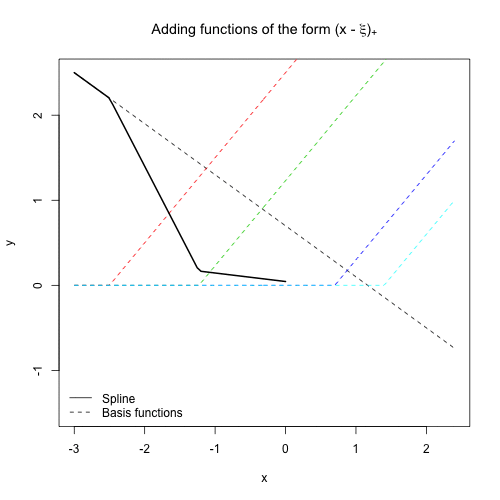 Adding functions of the form (x - ξ)₊
y
2
1
0
-1
Spline
Basis functions
-3 -2 -1 0 1 2
x